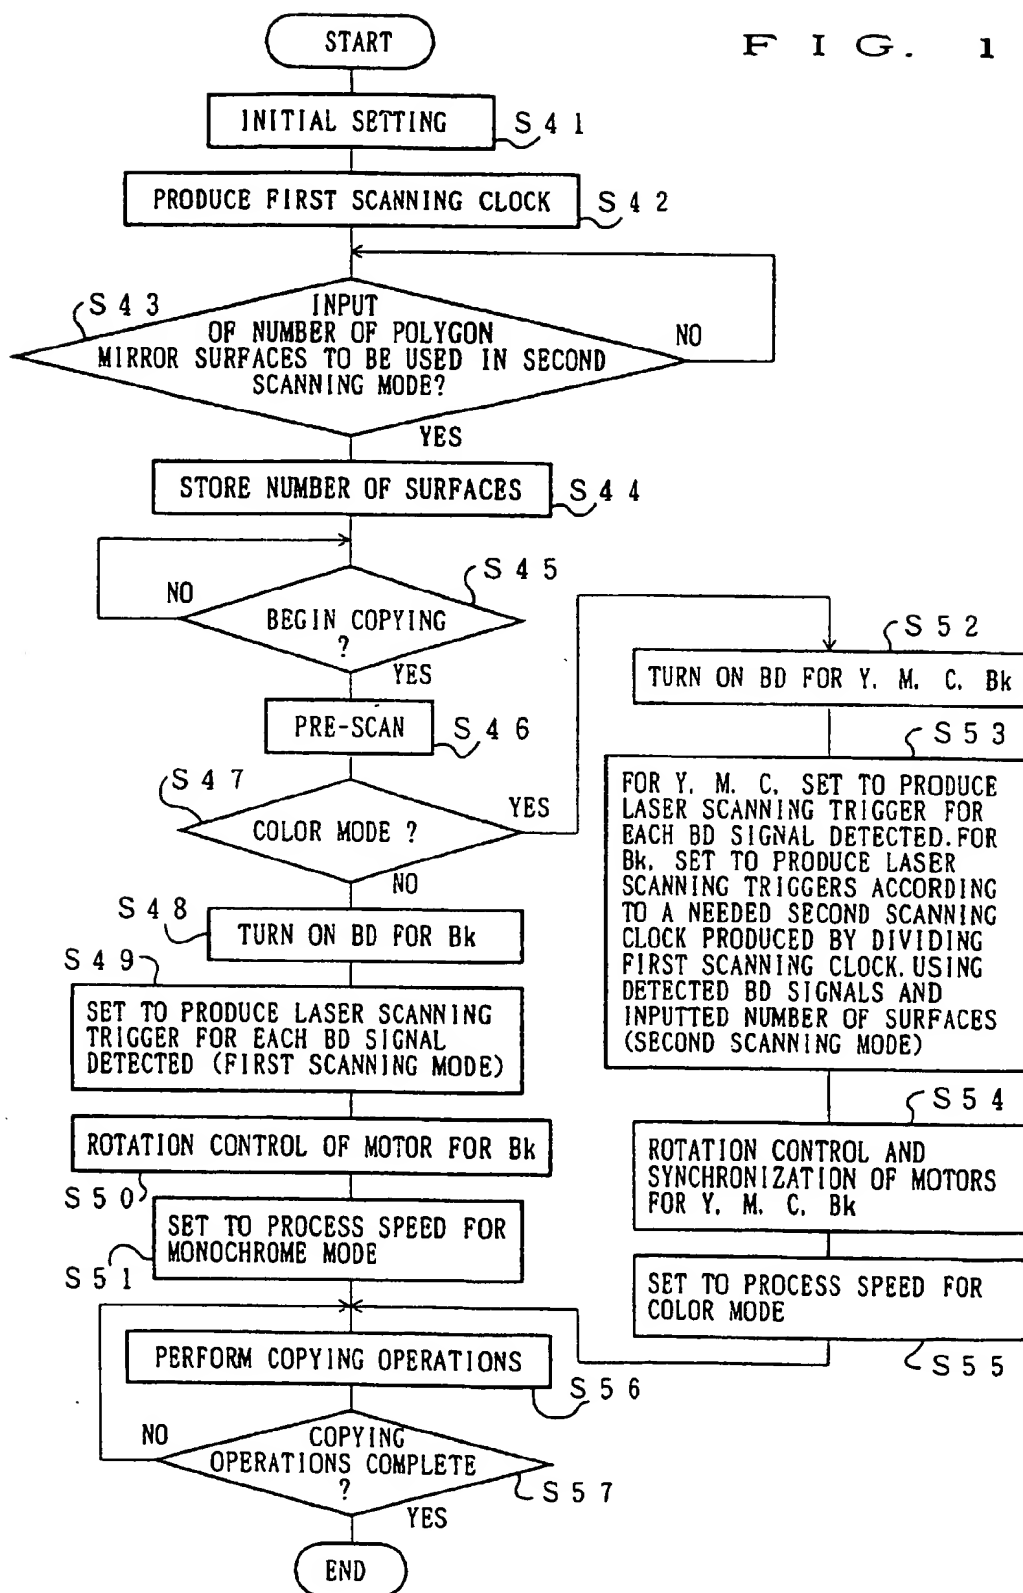 START
F I G. 1
INITIAL SETTING
S 4 1
PRODUCE FIRST SCANNING CLOCK
S 4 2
S 4 3
INPUT
OF NUMBER OF POLYGON
MIRROR SURFACES TO BE USED IN SECOND
SCANNING MODE?
NO
YES
STORE NUMBER OF SURFACES
S 4 4
S 4 5
NO
BEGIN COPYING
?
YES
PRE-SCAN
S 4 6
S 4 7
COLOR MODE ?
YES
NO
S 4 8
TURN ON BD FOR Bk
S 4 9
SET TO PRODUCE LASER SCANNING
TRIGGER FOR EACH BD SIGNAL
DETECTED (FIRST SCANNING MODE)
ROTATION CONTROL OF MOTOR FOR Bk
S 5 0
SET TO PROCESS SPEED FOR
MONOCHROME MODE
S 5 1
S 5 2
TURN ON BD FOR Y. M. C. Bk
S 5 3
FOR Y. M. C. SET TO PRODUCE
LASER SCANNING TRIGGER FOR
EACH BD SIGNAL DETECTED. FOR
Bk. SET TO PRODUCE LASER
SCANNING TRIGGERS ACCORDING
TO A NEEDED SECOND SCANNING
CLOCK PRODUCED BY DIVIDING
FIRST SCANNING CLOCK. USING
DETECTED BD SIGNALS AND
INPUTTED NUMBER OF SURFACES
(SECOND SCANNING MODE)
S 5 4
ROTATION CONTROL AND
SYNCHRONIZATION OF MOTORS
FOR Y. M. C. Bk
SET TO PROCESS SPEED FOR
COLOR MODE
S 5 5
PERFORM COPYING OPERATIONS
S 5 6
NO
COPYING
OPERATIONS COMPLETE
?
S 5 7
YES
END